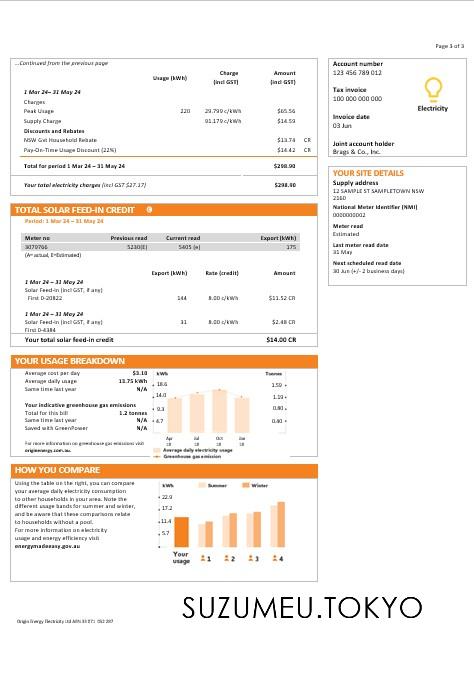 Page 3 of 3
...Continued from the previous page
Usage (kWh) Charge (incl GST) Amount (incl GST)
1 Mar 24 – 31 May 24
Charges
Peak Usage 220 29.799 c/kWh $65.56
Supply Charge 91.179 c/kWh $14.59
Discounts and Rebates
NSW Gvt Household Rebate $13.74 CR
Pay-On-Time Usage Discount (22%) $14.42 CR
Total for period 1 Mar 24 – 31 May 24 $298.90
Your total electricity charges (incl GST $27.17) $298.90
Account number
123 456 789 012
Tax invoice
100 000 000 000
Invoice date
03 Jun
Joint account holder
Brags & Co., Inc.
Electricity
YOUR SITE DETAILS
Supply address
12 SAMPLE ST SAMPLETOWN NSW
2160
National Meter Identifier (NMI)
0000000002
Meter read
Estimated
Last meter read date
31 May
Next scheduled read date
30 Jun (+/- 2 business days)
TOTAL SOLAR FEED-IN CREDIT
Period: 1 Mar 24 – 31 May 24
Meter no Previous read Current read Export (kWh)
3079766 5230(E) 5405 (e) 175
(A= actual, E=Estimated)
Export (kWh) Rate (credit) Amount
1 Mar 24 – 31 May 24
Solar Feed-in (Incl GST, if any)
First 0-20822 144 8.00 c/kWh $11.52 CR
1 Mar 24 – 31 May 24
Solar Feed-in (Incl GST, if any) 31 8.00 c/kWh $2.48 CR
First 0-4384
Your total solar feed-in credit $14.00 CR
YOUR USAGE BREAKDOWN
Average cost per day $3.10
Average daily usage 13.75 kWh
Same time last year N/A
Your indicative greenhouse gas emissions
Total for this bill 1.2 tonnes
Same time last year N/A
Saved with GreenPower N/A
For more information on greenhouse gas emissions visit
originenergy.com.au.
kWh Tonnes
18.6 1.59
14.0 1.19
9.3 0.80
4.7 0.40
Apr Jul Oct Jan
18 18 18 18
Average daily electricity usage
Greenhouse gas emission
HOW YOU COMPARE
Using the table on the right, you can compare
your average daily electricity consumption
to other households in your area. Note the
different usage bands for summer and winter,
and be aware that these comparisons relate
to households without a pool.
For more information on electricity
usage and energy efficiency visit
energymadeeasy.gov.au
kWh Summer Winter
22.9
17.2
11.4
5.7
Your usage 1 2 3 4
SUZUMEU.TOKYO